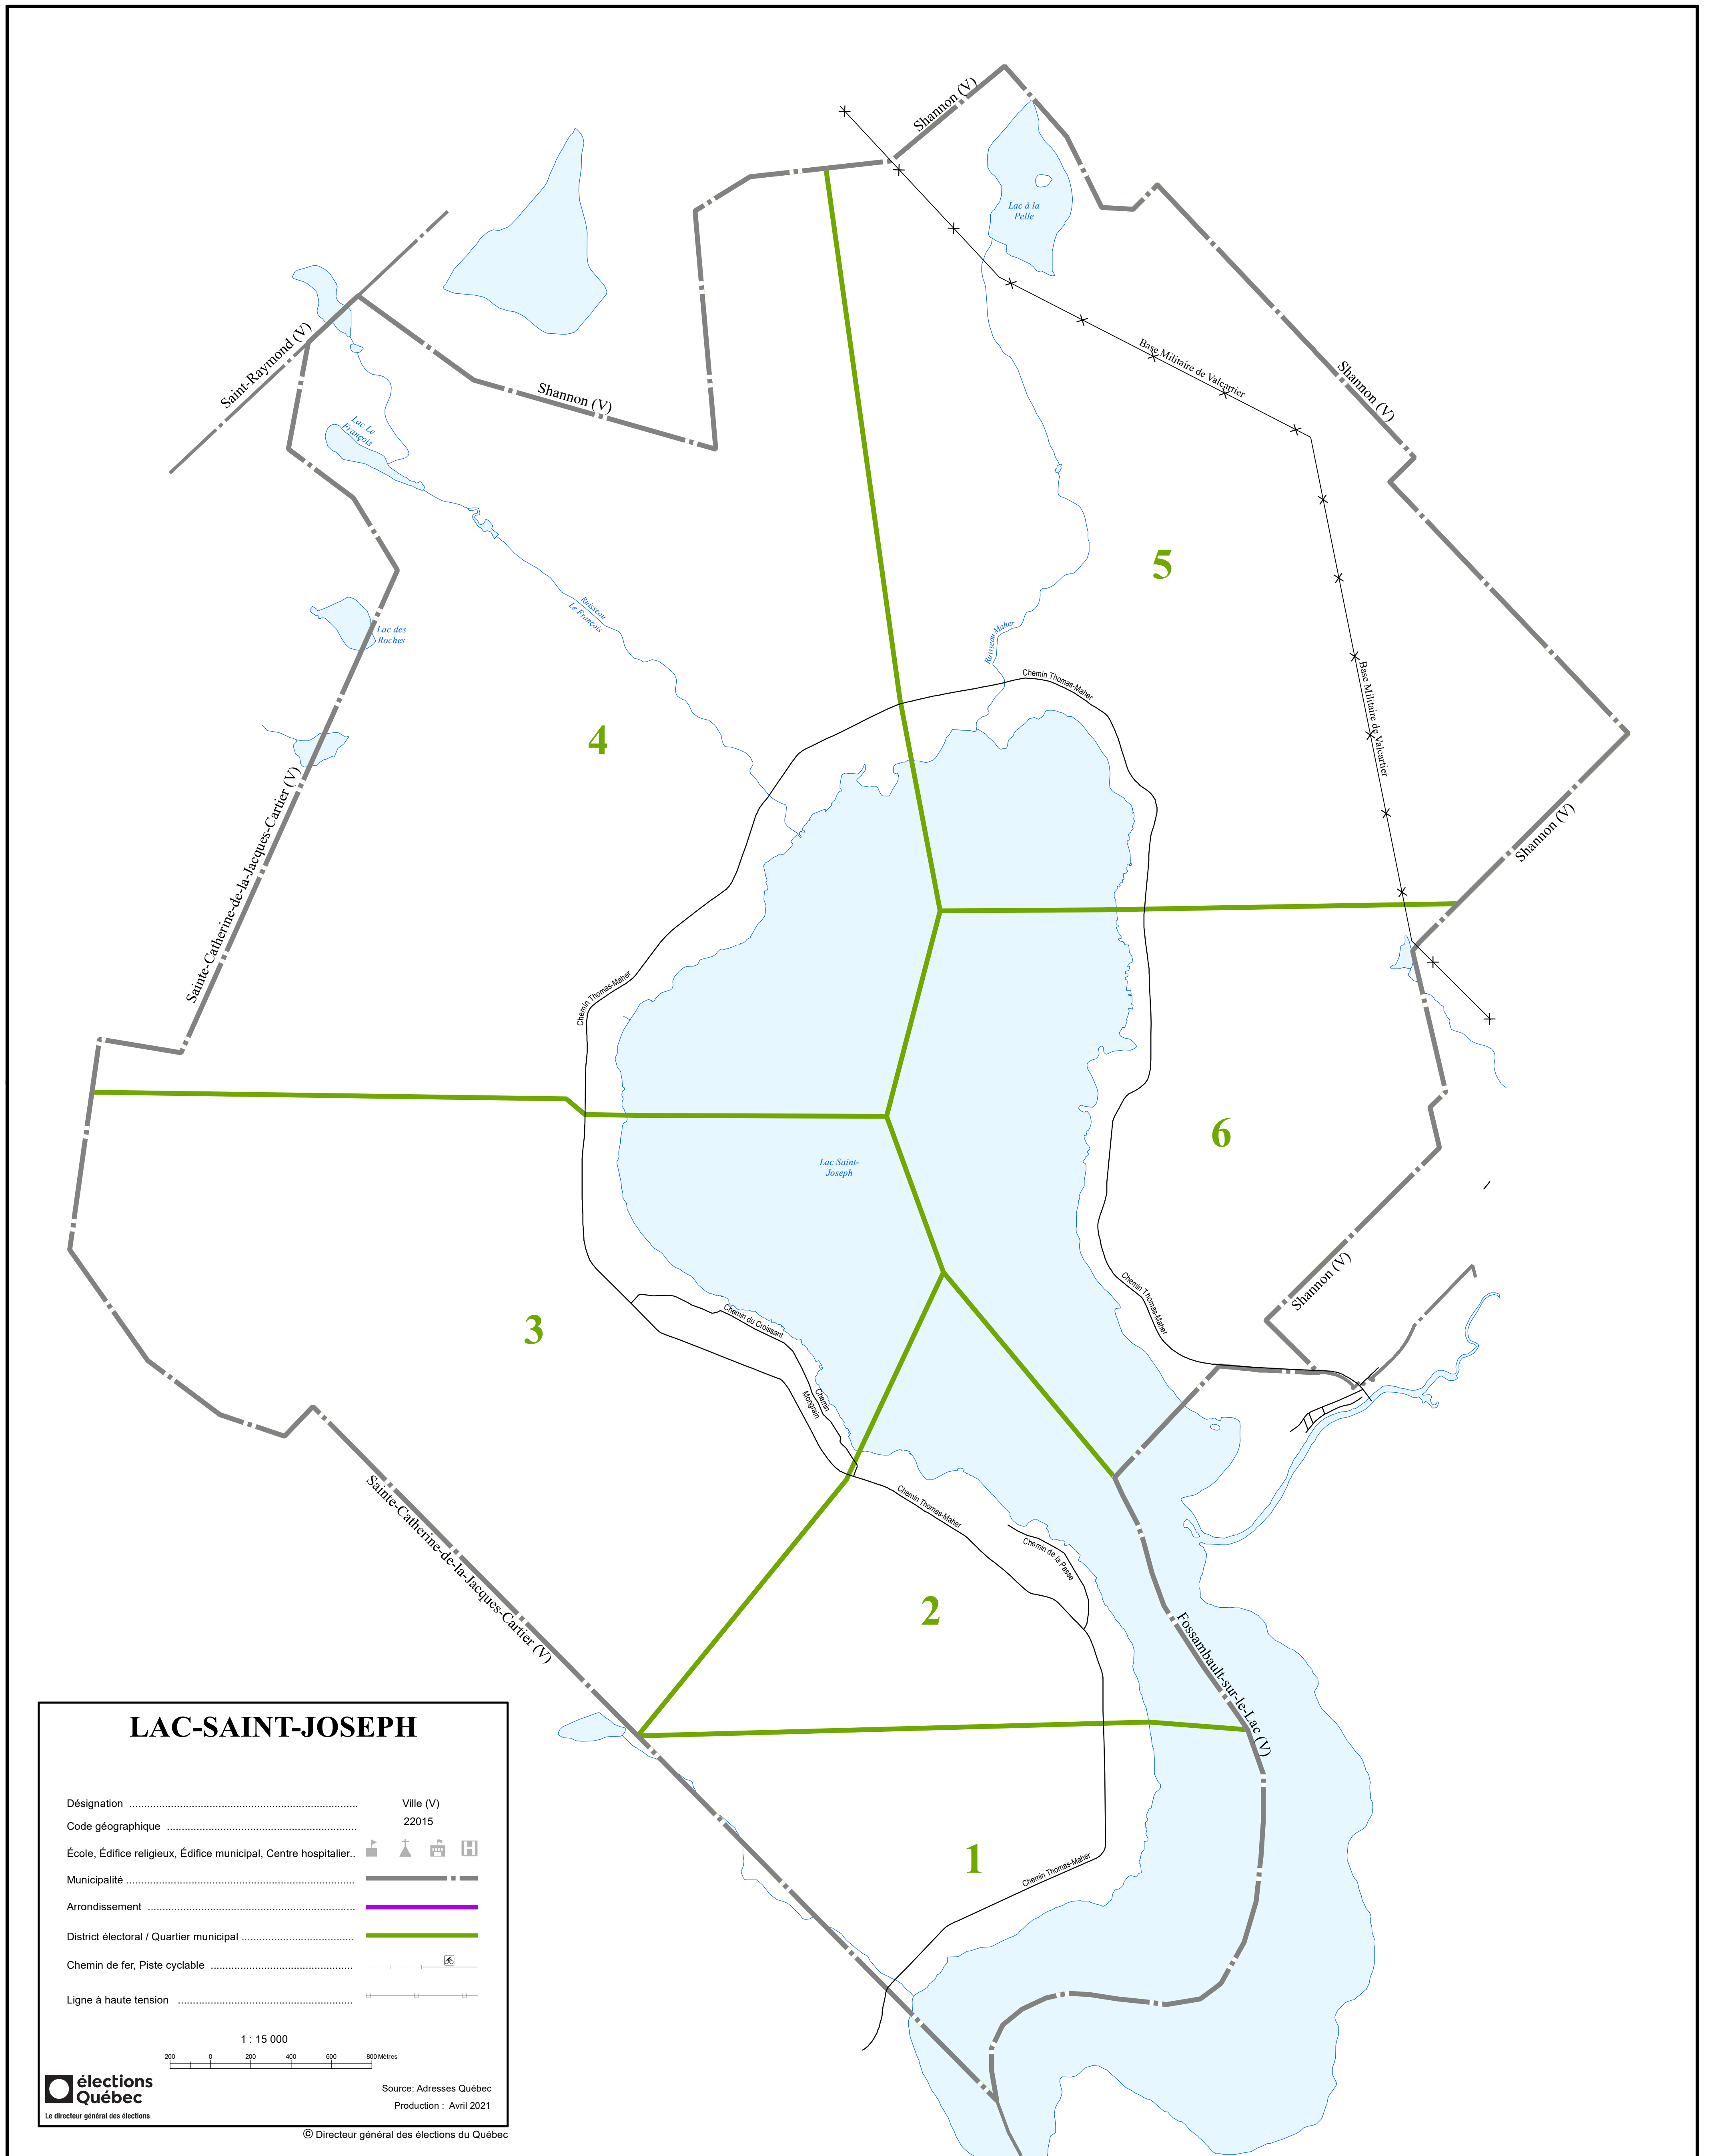 Shannon (V)
Lac à la
Pelle
Saint-Raymond (V)
Shannon (V)
Base Militaire de Valcartier
Shannon (V)
Lac Le
François
5
Ruisseau
Le François
Lac des
Roches
Ruisseau Maher
Chemin Thomas-Maher
Base Militaire de Valcartier
4
Shannon (V)
Sainte-Catherine-de-la-Jacques-Cartier (V)
Chemin Thomas-Maher
6
Lac Saint-
Joseph
Shannon (V)
Chemin Thomas-Maher
3
Chemin du Croissant
Chemin
Mongrain
Sainte-Catherine-de-la-Jacques-Cartier (V)
Chemin Thomas-Maher
Chemin de la Passe
2
Fossambault-sur-le-Lac (V)
1
Chemin Thomas-Maher
LAC-SAINT-JOSEPH
Désignation ............................................................................. Ville (V)
Code géographique ................................................................ 22015
École, Édifice religieux, Édifice municipal, Centre hospitalier.. H
Municipalité .............................................................................
Arrondissement ......................................................................
District électoral / Quartier municipal ......................................
Chemin de fer, Piste cyclable ................................................
Ligne à haute tension ...........................................................
1 : 15 000
200 0 200 400 600 800 Mètres
élections
Québec
Le directeur général des élections
Source: Adresses Québec
Production : Avril 2021
© Directeur général des élections du Québec